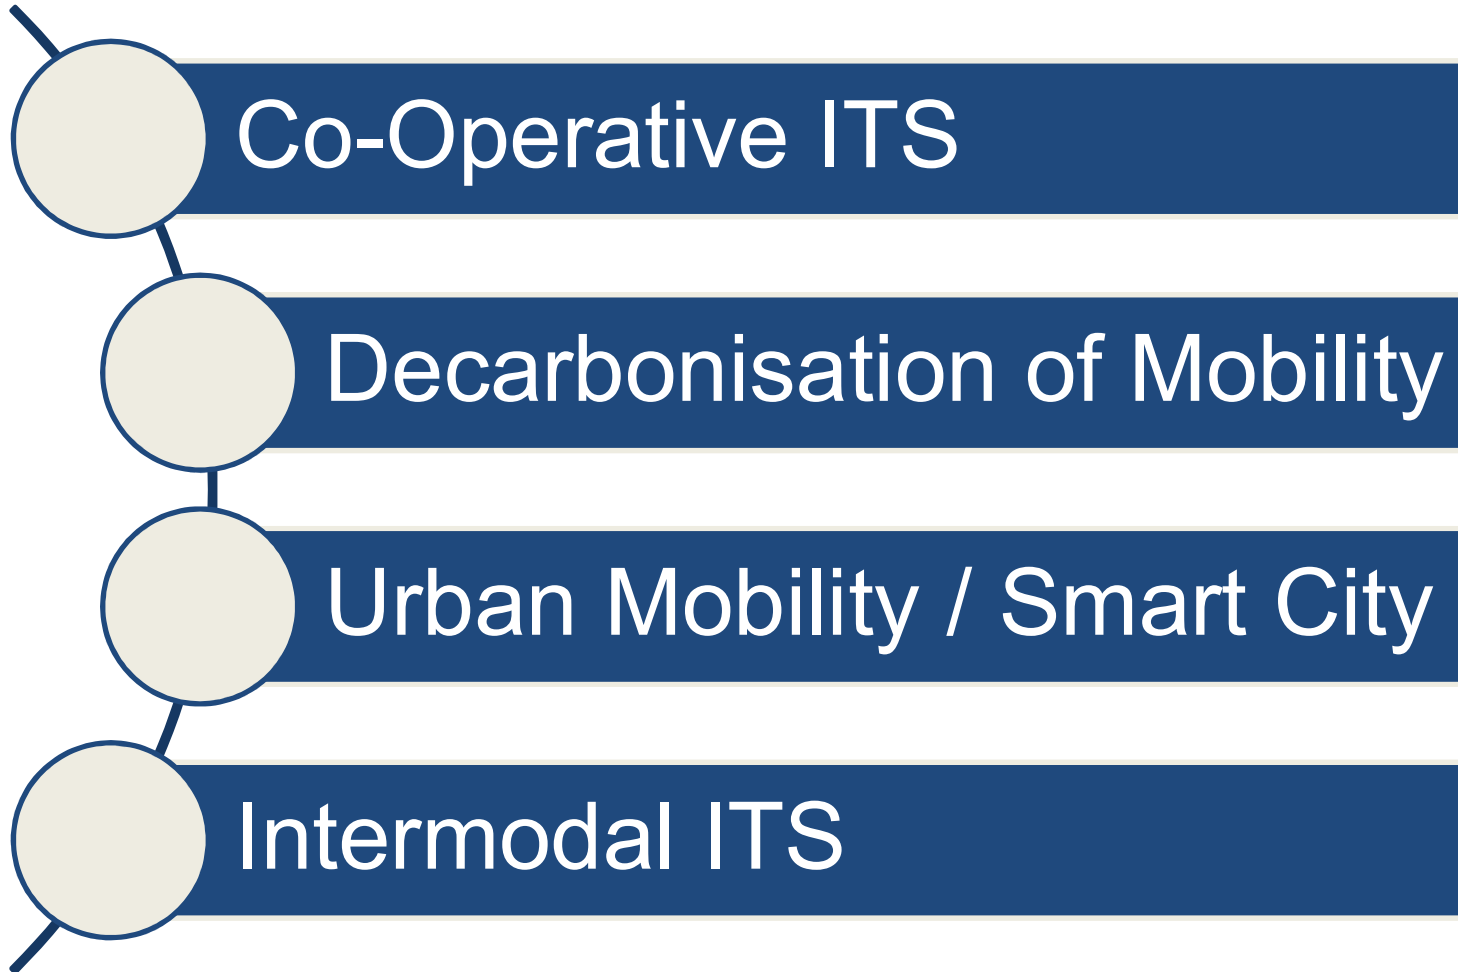 Co-Operative ITS
Decarbonisation of Mobility
Urban Mobility / Smart City
Intermodal ITS